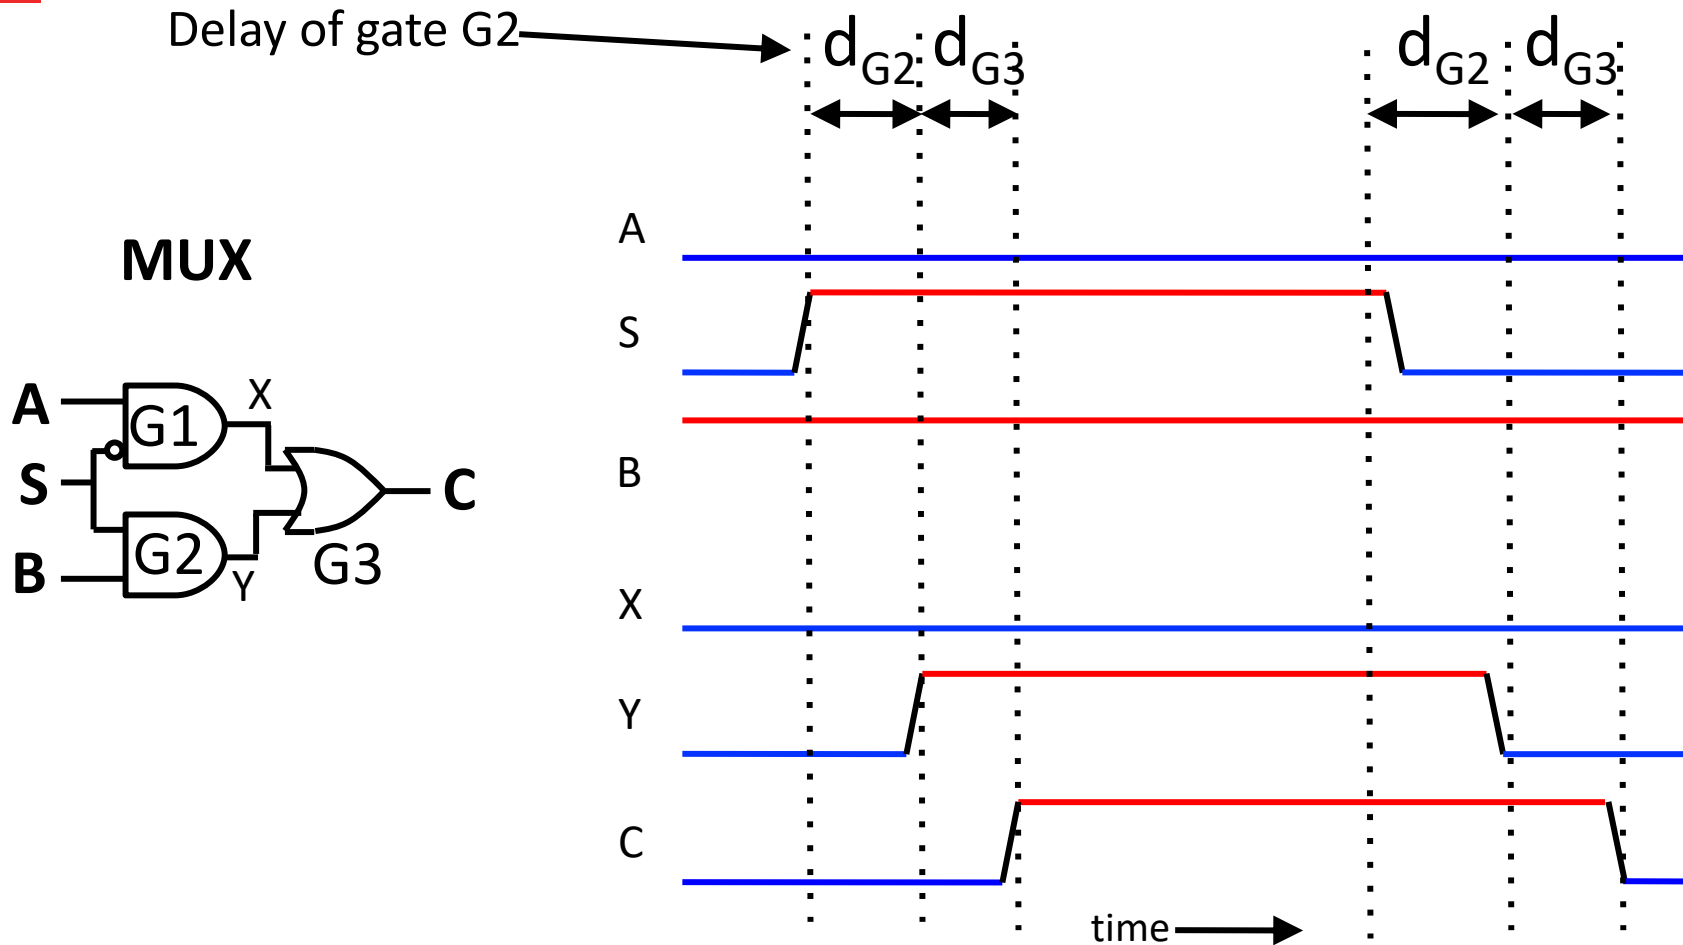 Delay of gate G2
dG2 dG3
dG2 dG3
MUX
A
S
B
G1
G2
G3
X
Y
C
A
S
B
X
Y
C
time